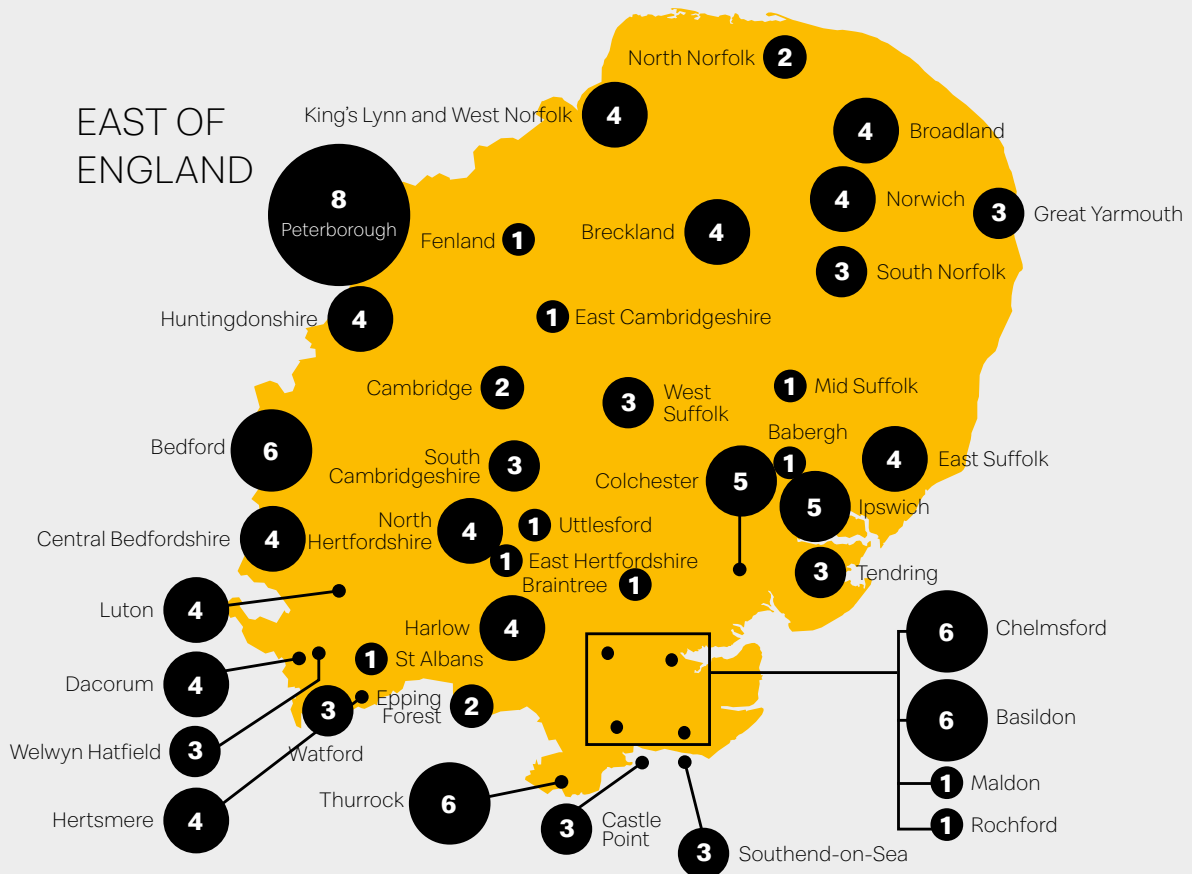 EAST OF
ENGLAND
North Norfolk 2
King's Lynn and West Norfolk 4
4 Broadland
8
Peterborough
4 Norwich
3 Great Yarmouth
Fenland 1
Breckland 4
3 South Norfolk
Huntingdonshire 4
1 East Cambridgeshire
Cambridge 2
3 West
Suffolk
1 Mid Suffolk
Bedford 6
South
Cambridgeshire 3
Babergh
1
Colchester 5
4 East Suffolk
5 Ipswich
Central Bedfordshire 4
North
Hertfordshire 4
1 Uttlesford
1 East Hertfordshire
Braintree 1
3 Tendring
Luton 4
Harlow 4
6 Chelmsford
Dacorum 4
1 St Albans
Epping
Forest 2
3
Watford
6 Basildon
Welwyn Hatfield 3
1 Maldon
Hertsmere 4
Thurrock 6
3 Castle
Point
1 Rochford
3 Southend-on-Sea